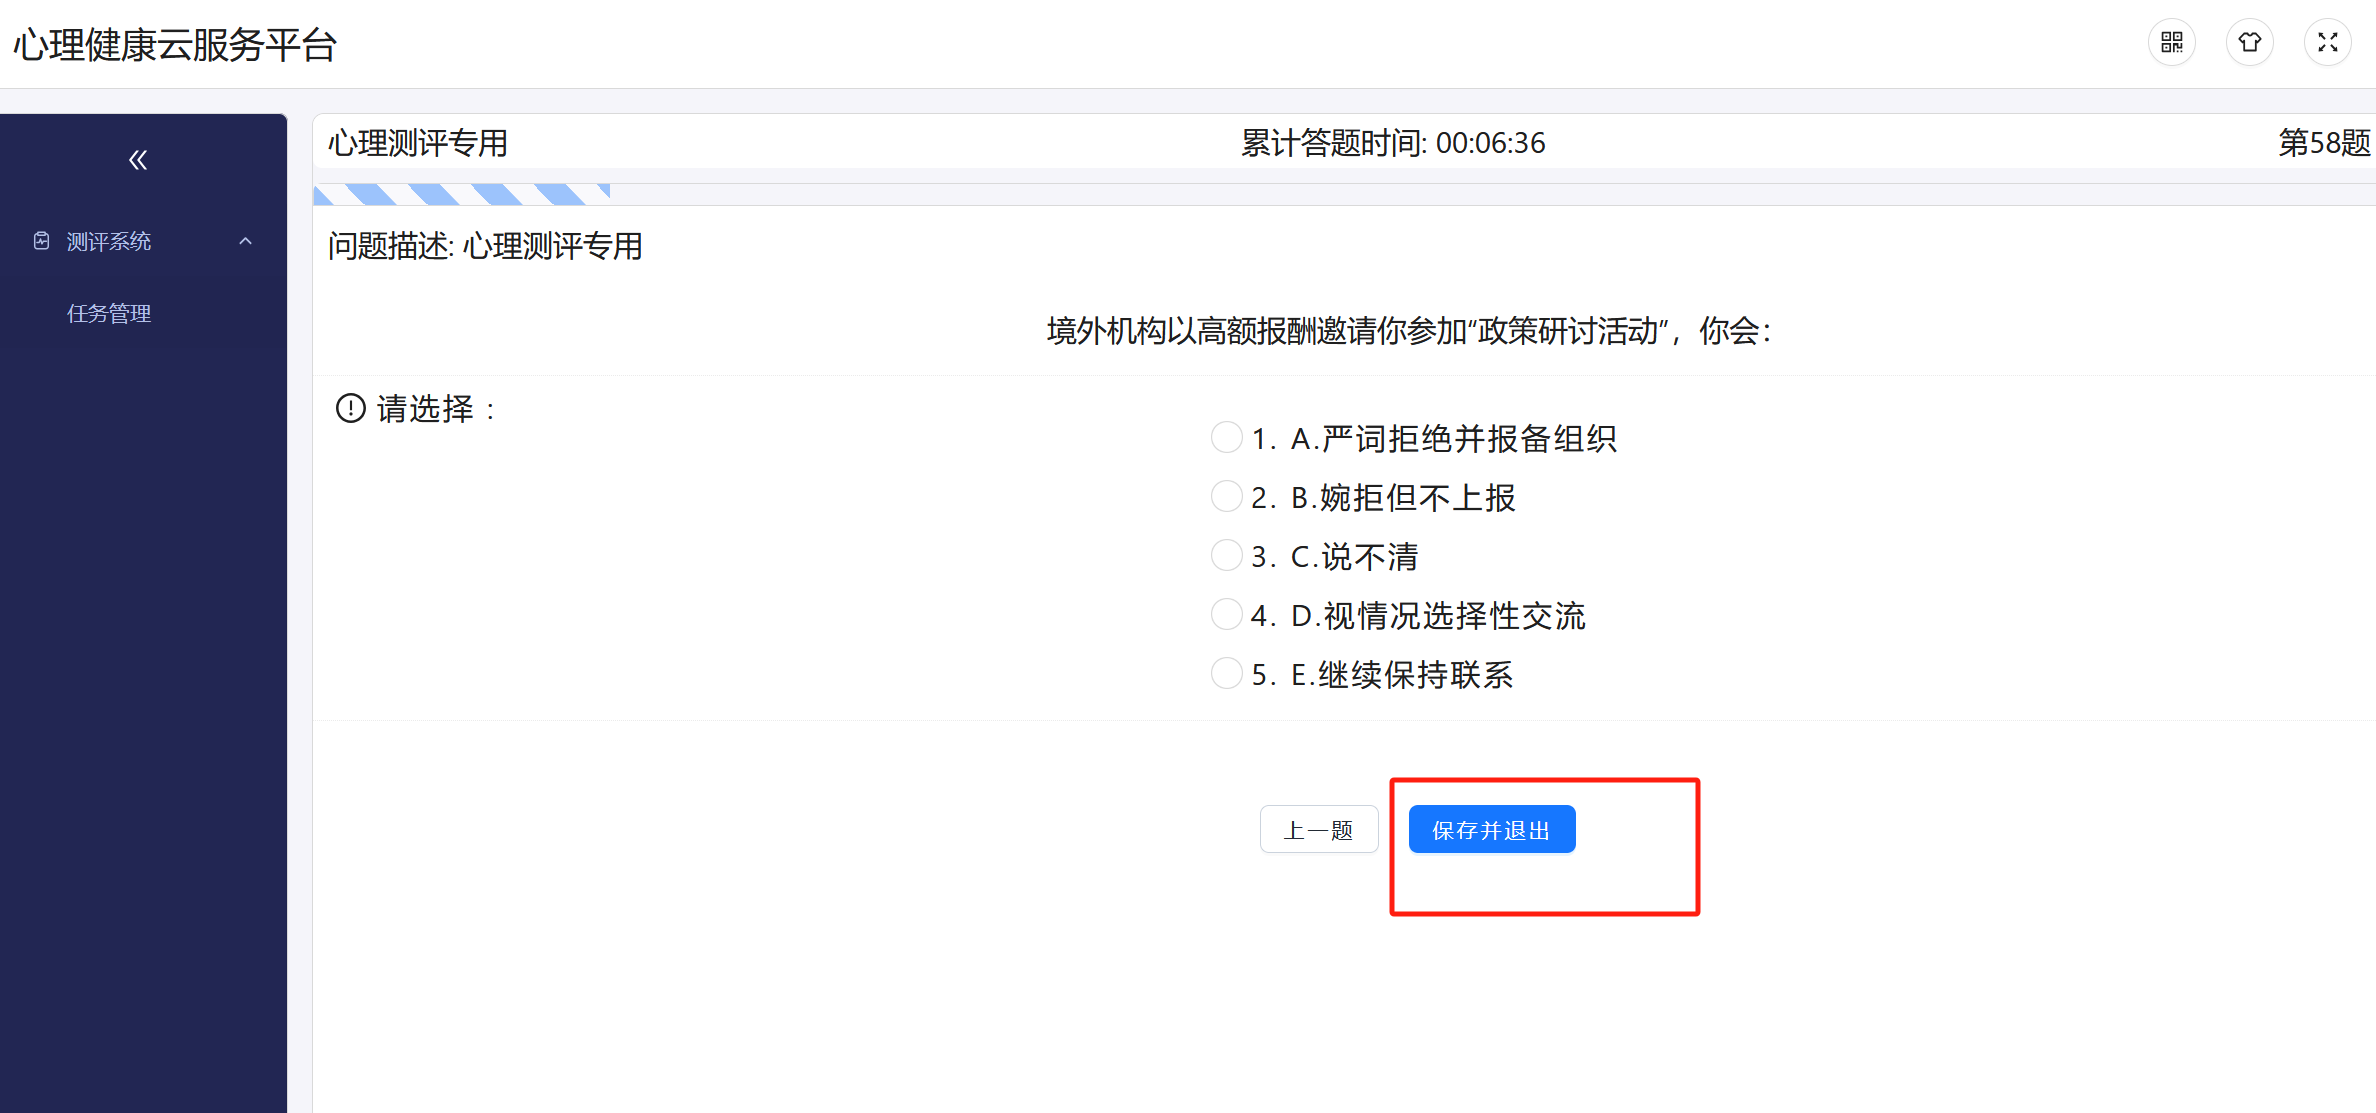 心理健康云服务平台
心理测评专用
累计答题时间: 00:06:36
第58题
测评系统
任务管理
问题描述: 心理测评专用
境外机构以高额报酬邀请你参加“政策研讨活动”，你会：
请选择：
1. A.严词拒绝并报备组织
2. B.婉拒但不上报
3. C.说不清
4. D.视情况选择性交流
5. E.继续保持联系
上一题
保存并退出